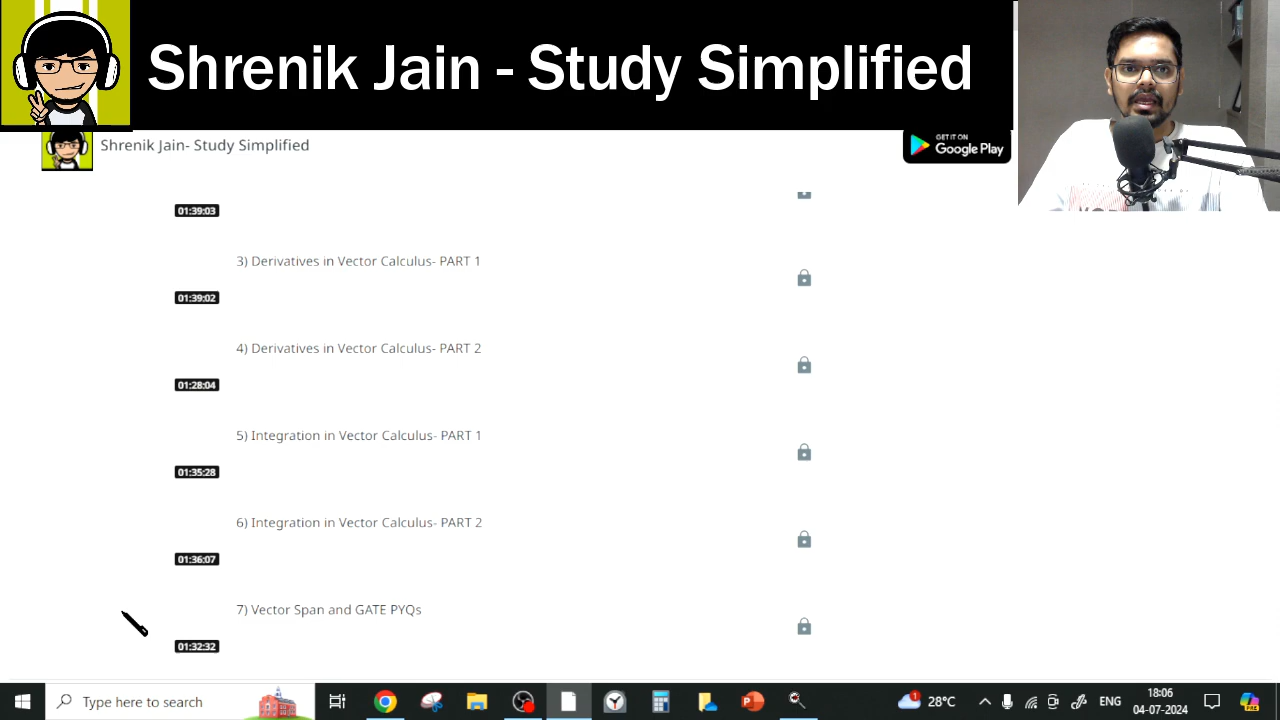 Shrenik Jain - Study Simplified
Shrenik Jain- Study Simplified
GET IT ON
Google Play
01:39:03
3) Derivatives in Vector Calculus- PART 1
01:39:02
4) Derivatives in Vector Calculus- PART 2
01:28:04
5) Integration in Vector Calculus- PART 1
01:35:28
6) Integration in Vector Calculus- PART 2
01:36:07
7) Vector Span and GATE PYQs
01:32:32
Type here to search
1
28°C
ENG
18:06
04-07-2024
PRE